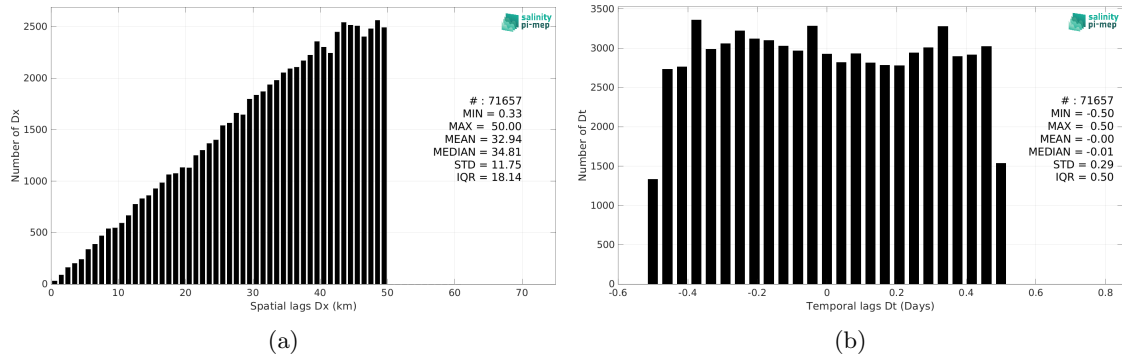 salinity
pi-mep
2500
2000
1500
1000
500
0
Number of Dx
# : 71657
MIN = 0.33
MAX = 50.00
MEAN = 32.94
MEDIAN = 34.81
STD = 11.75
IQR = 18.14
0 10 20 30 40 50 60 70
Spatial lags Dx (km)
(a)
salinity
pi-mep
3500
3000
2500
2000
1500
1000
500
0
Number of Dt
# : 71657
MIN = -0.50
MAX = 0.50
MEAN = -0.00
MEDIAN = -0.01
STD = 0.29
IQR = 0.50
-0.6 -0.4 -0.2 0 0.2 0.4 0.6 0.8
Temporal lags Dt (Days)
(b)